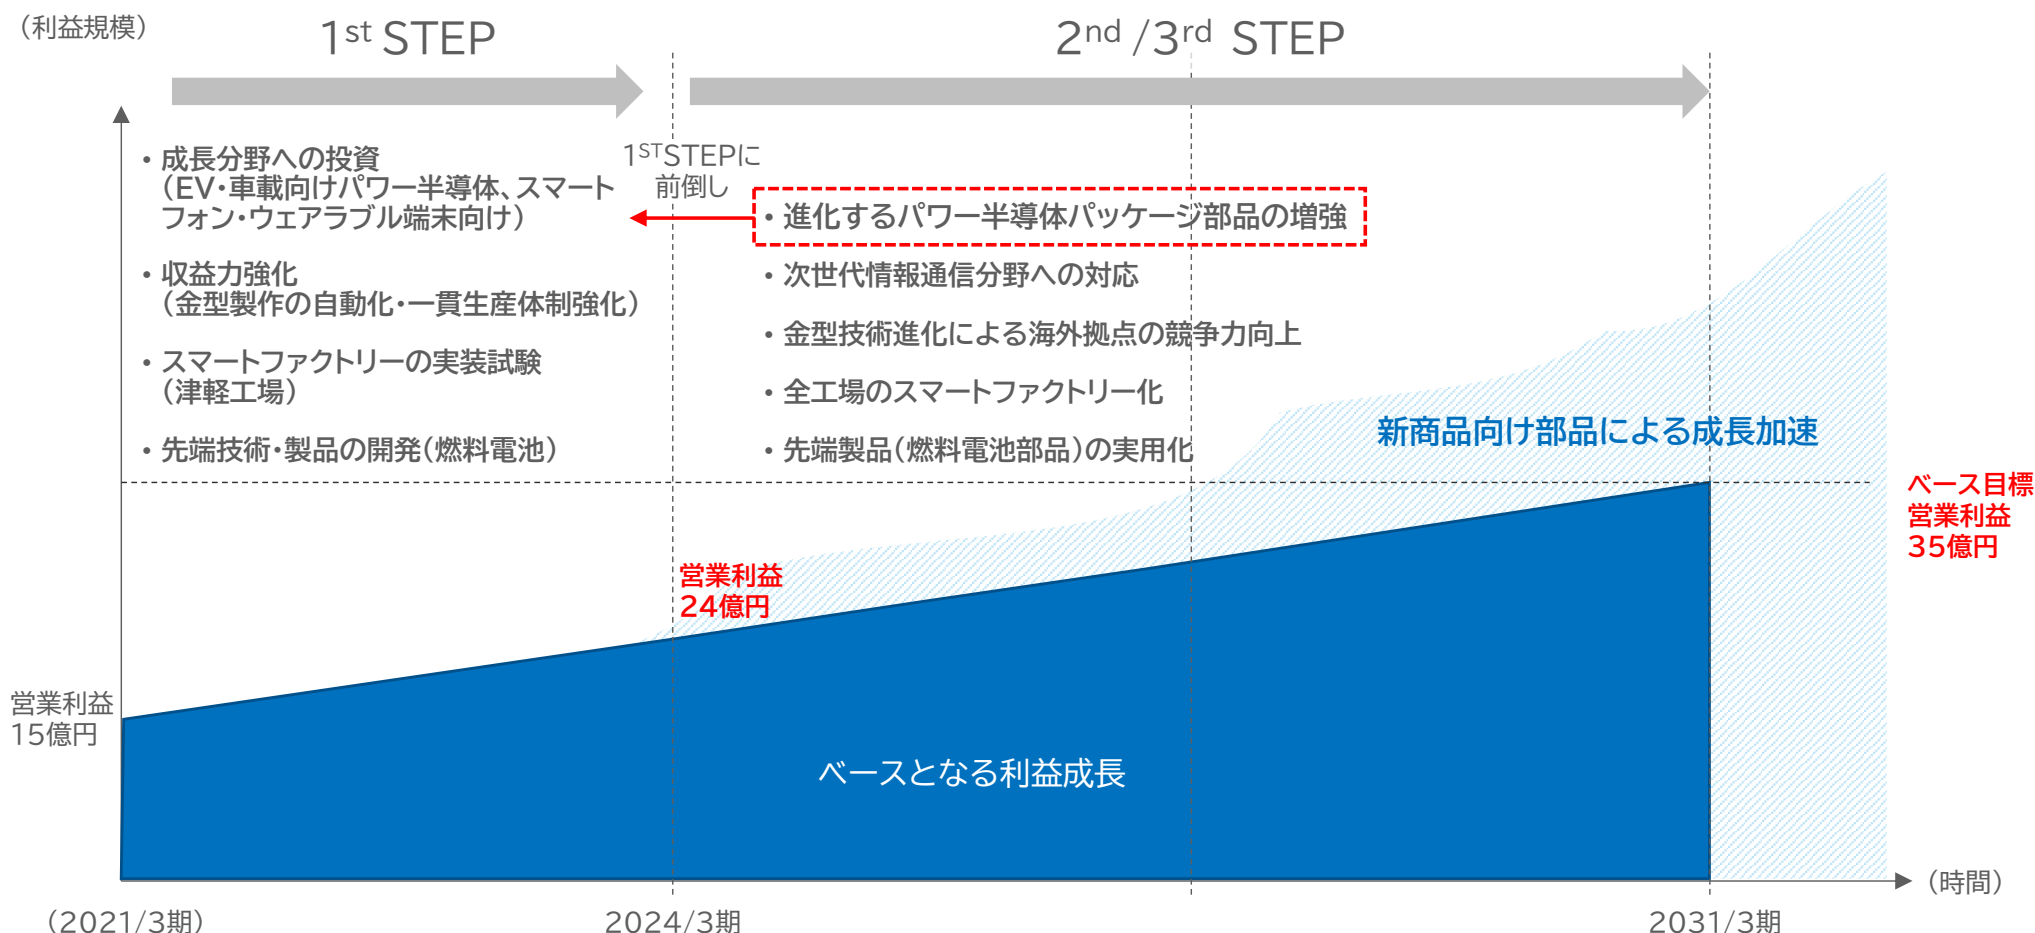 （利益規模）
1st STEP
2nd /3rd STEP
・成長分野への投資
（EV・車載向けパワー半導体、スマート
フォン・ウェアラブル端末向け）
・収益力強化
（金型製作の自動化・一貫生産体制強化）
・スマートファクトリーの実装試験
（津軽工場）
・先端技術・製品の開発（燃料電池）
1STSTEPに
前倒し
・進化するパワー半導体パッケージ部品の増強
・次世代情報通信分野への対応
・金型技術進化による海外拠点の競争力向上
・全工場のスマートファクトリー化
・先端製品（燃料電池部品）の実用化
新商品向け部品による成長加速
ベース目標
営業利益
35億円
営業利益
24億円
営業利益
15億円
ベースとなる利益成長
（時間）
（2021/3期）
2024/3期
2031/3期